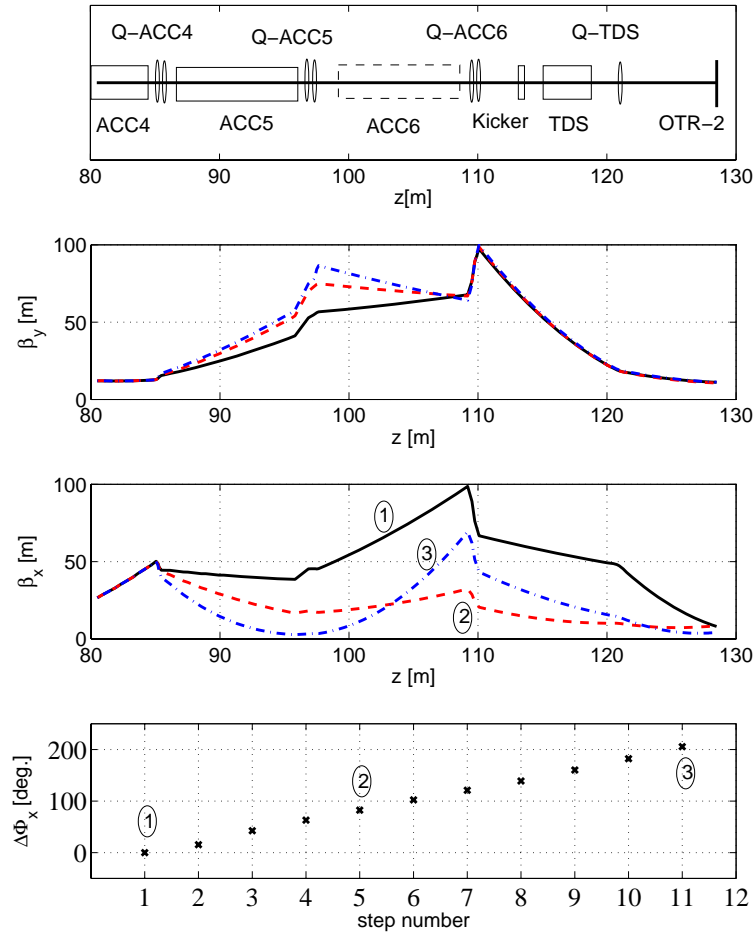 Q−ACC4 Q−ACC5 Q−ACC6 Q−TDS
ACC4 ACC5 ACC6 Kicker TDS OTR−2
80 90 100 110 120 130
z[m]
100
50
0
β_y [m]
80 90 100 110 120 130
z [m]
100
50
0
β_x [m]
1
3
2
80 90 100 110 120 130
z [m]
200
100
0
ΔΦ_x [deg.]
1
2
3
1 2 3 4 5 6 7 8 9 10 11 12
step number